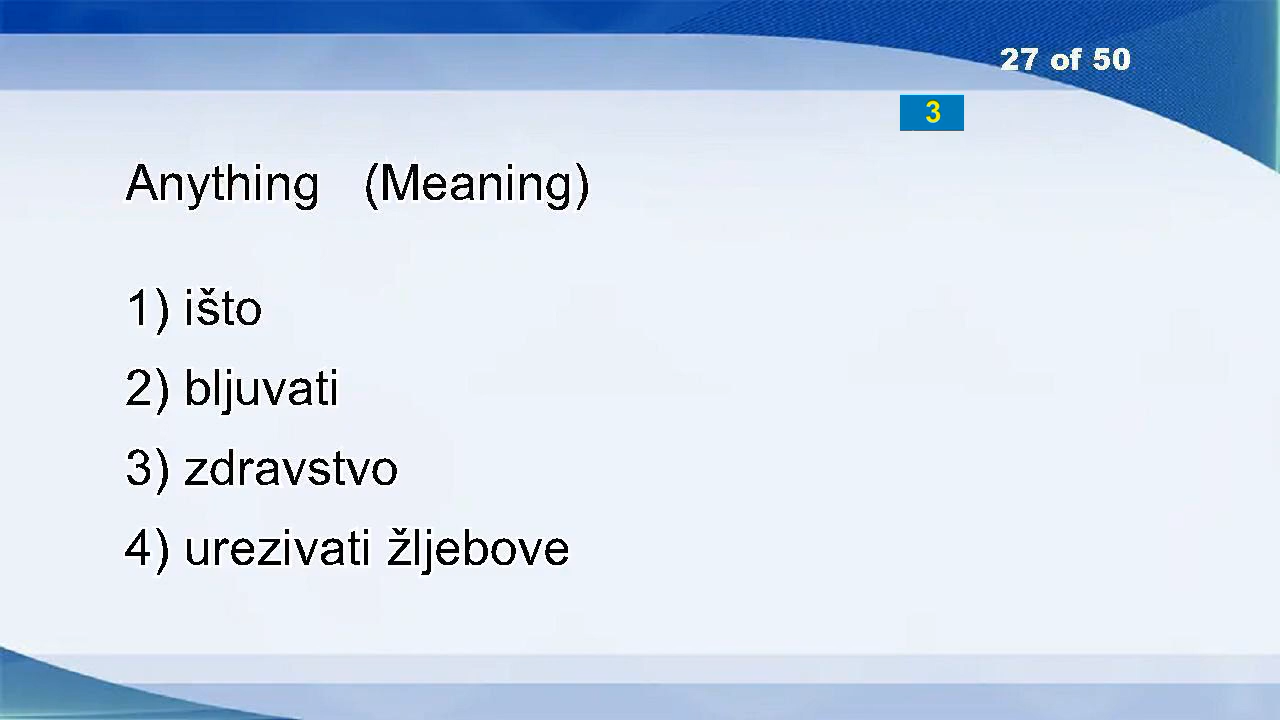 27 of 50
3
Anything (Meaning)
1) išto
2) bljuvati
3) zdravstvo
4) urezivati žljebove